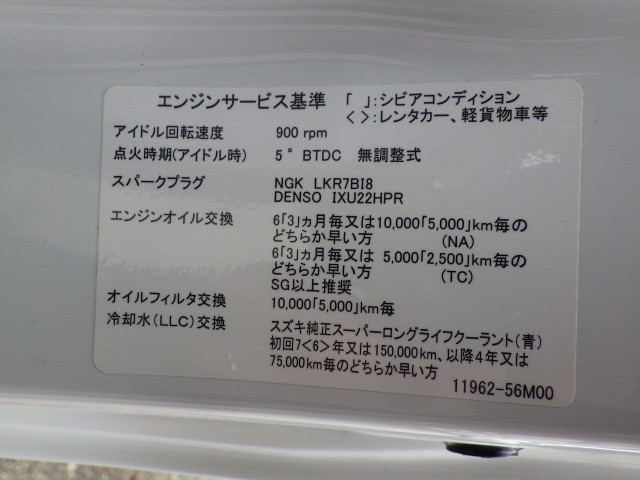 エンジンサービス基準 「 」:シビアコンディション
< >:レンタカー、軽貨物車等
アイドル回転速度 900 rpm
点火時期(アイドル時) 5° BTDC 無調整式
スパークプラグ NGK LKR7BI8
DENSO IXU22HPR
エンジンオイル交換 6「3」ヵ月毎又は10,000「5,000」km毎の
どちらか早い方 (NA)
6「3」ヵ月毎又は 5,000「2,500」km毎の
どちらか早い方 (TC)
SG以上推奨
オイルフィルタ交換 10,000「5,000」km毎
冷却水(LLC)交換 スズキ純正スーパーロングライフクーラント(青)
初回7<6>年又は150,000km、以降4年又は
75,000km毎のどちらか早い方
11962-56M00